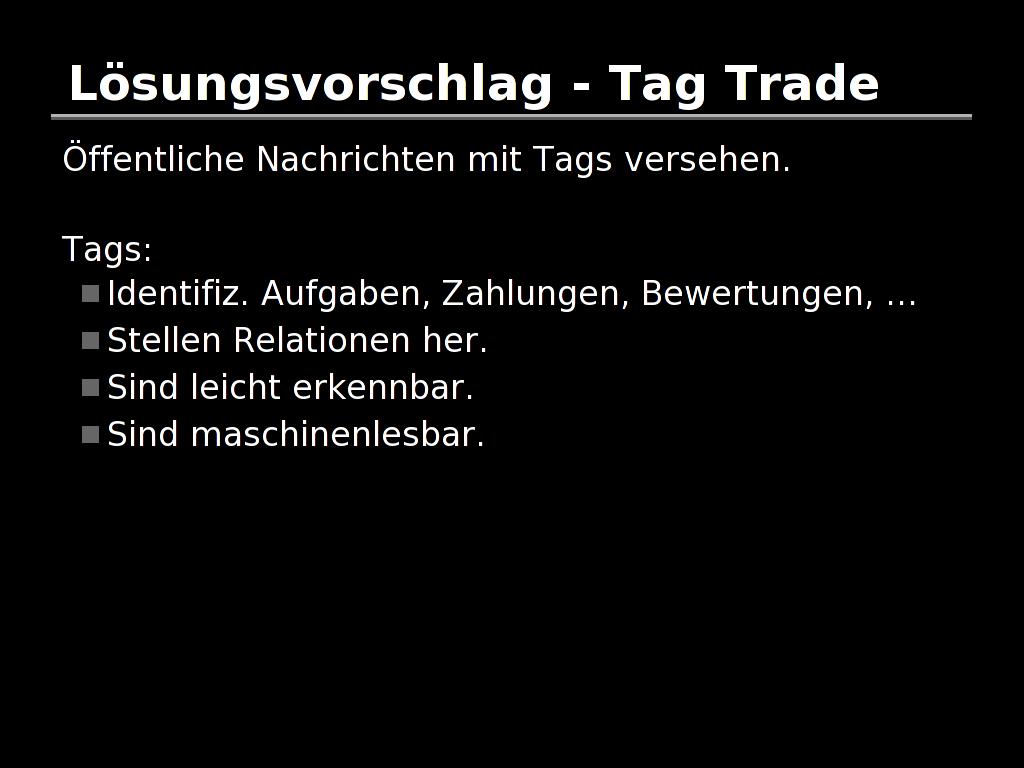 Lösungsvorschlag - Tag Trade
Öffentliche Nachrichten mit Tags versehen.
Tags:
Identifiz. Aufgaben, Zahlungen, Bewertungen, ...
Stellen Relationen her.
Sind leicht erkennbar.
Sind maschinenlesbar.